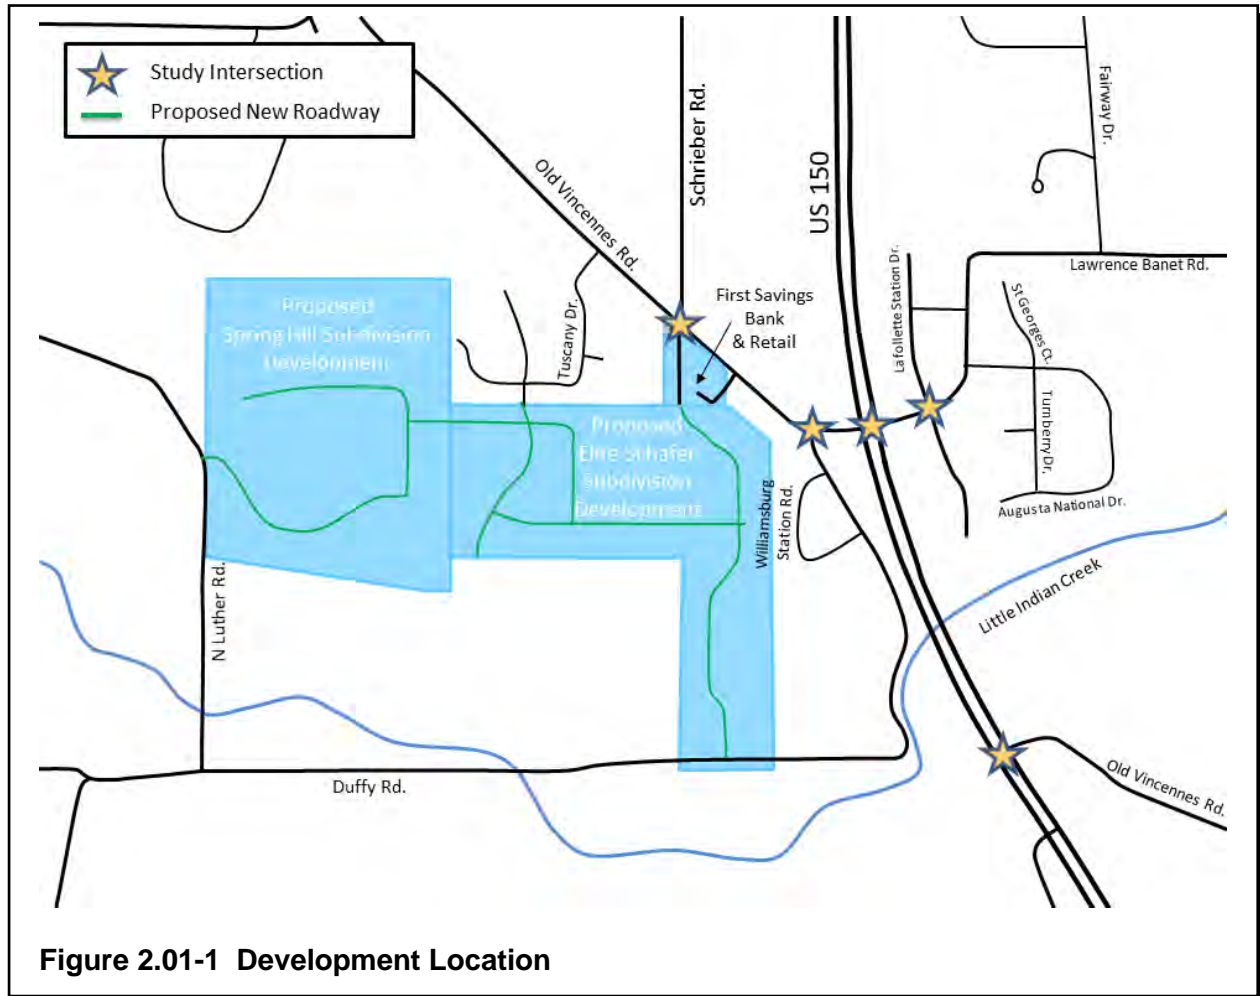 Study Intersection
Proposed New Roadway
Old Vincennes Rd.
Schrieber Rd.
US 150
Fairway Dr.
Lawrence Banet Rd.
Lafollette Station Dr.
St Georges Ct.
Turnberry Dr.
Augusta National Dr.
First Savings
Bank
& Retail
Tuscany Dr.
Proposed
Spring Hill Subdivision
Development
Proposed
Elite Schafer
Subdivision
Development
Williamsburg
Station Rd.
Little Indian Creek
N Luther Rd.
Duffy Rd.
Old Vincennes Rd.
Figure 2.01-1 Development Location